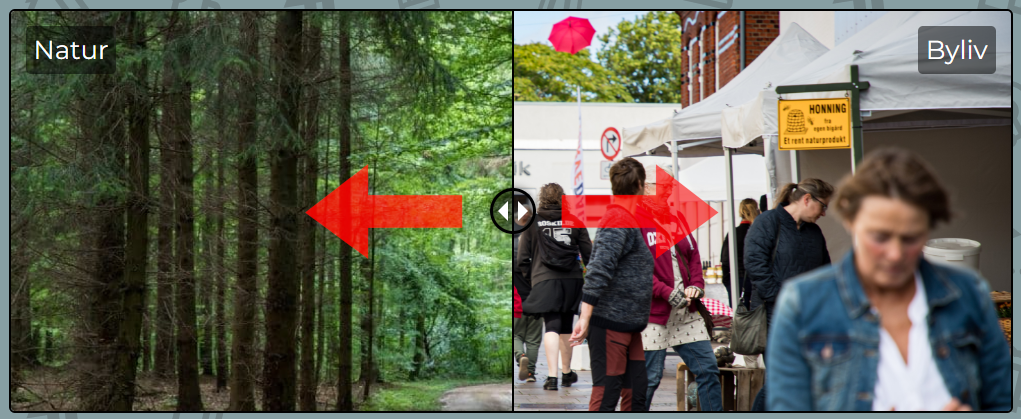 Natur
Byliv
HONNING
fra
egen bigård
Et rent naturprodukt